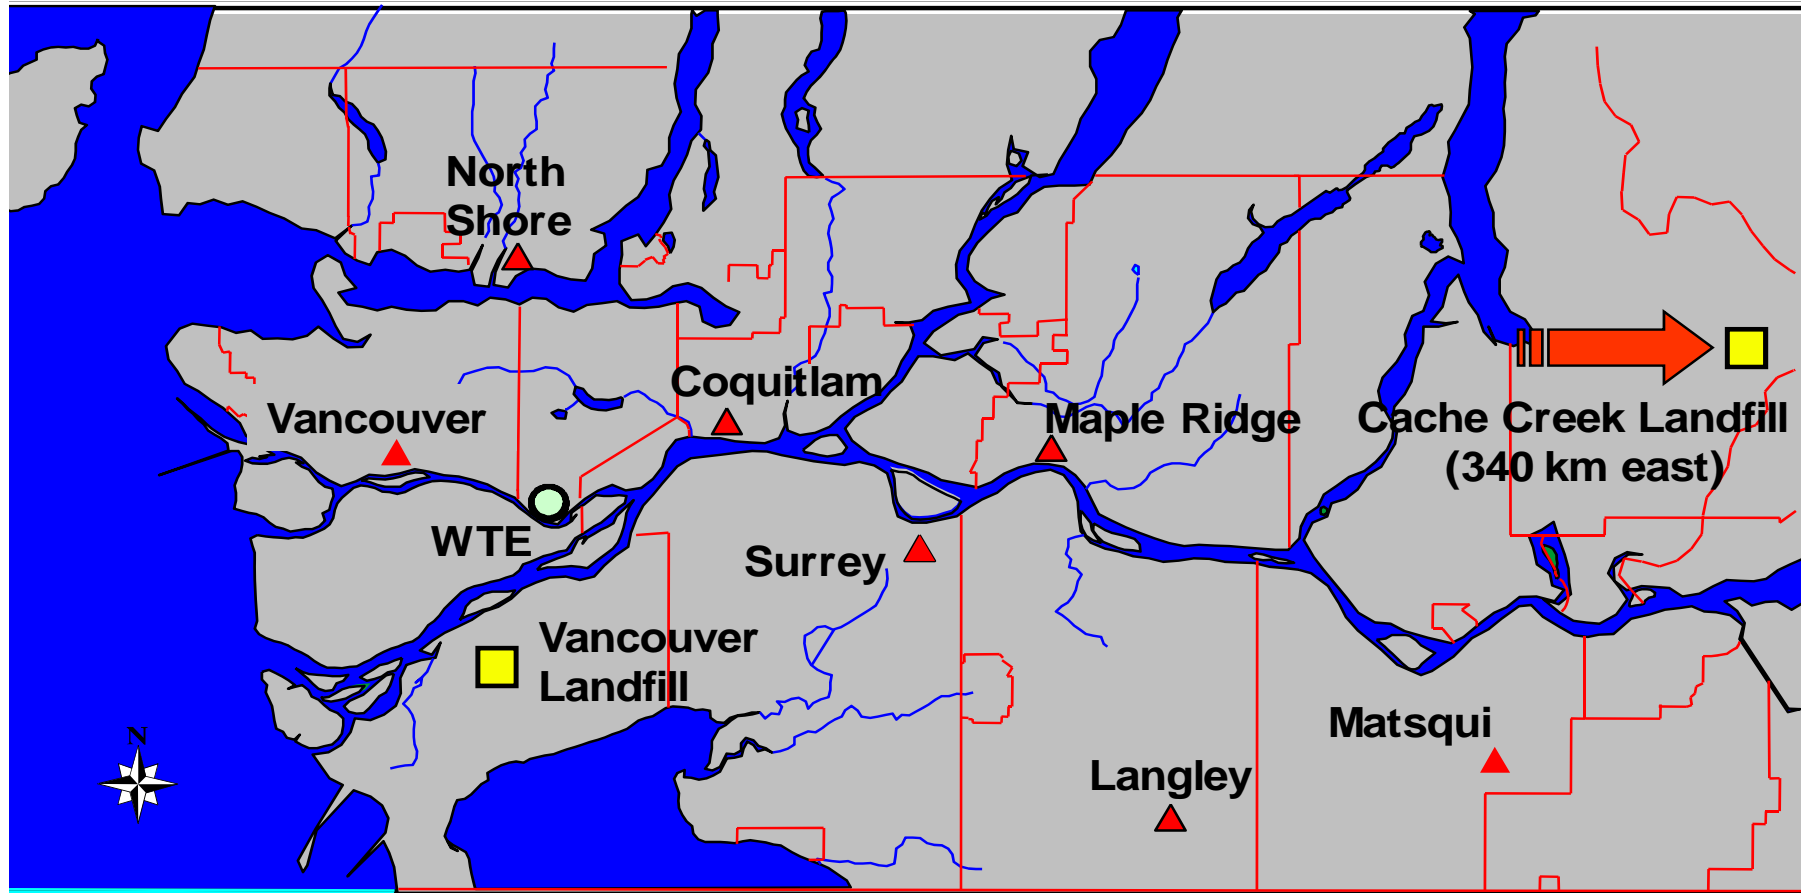 North
Shore
Coquitlam
Vancouver
Maple Ridge
Cache Creek Landfill
(340 km east)
WTE
Surrey
Vancouver
Landfill
Matsqui
N
Langley